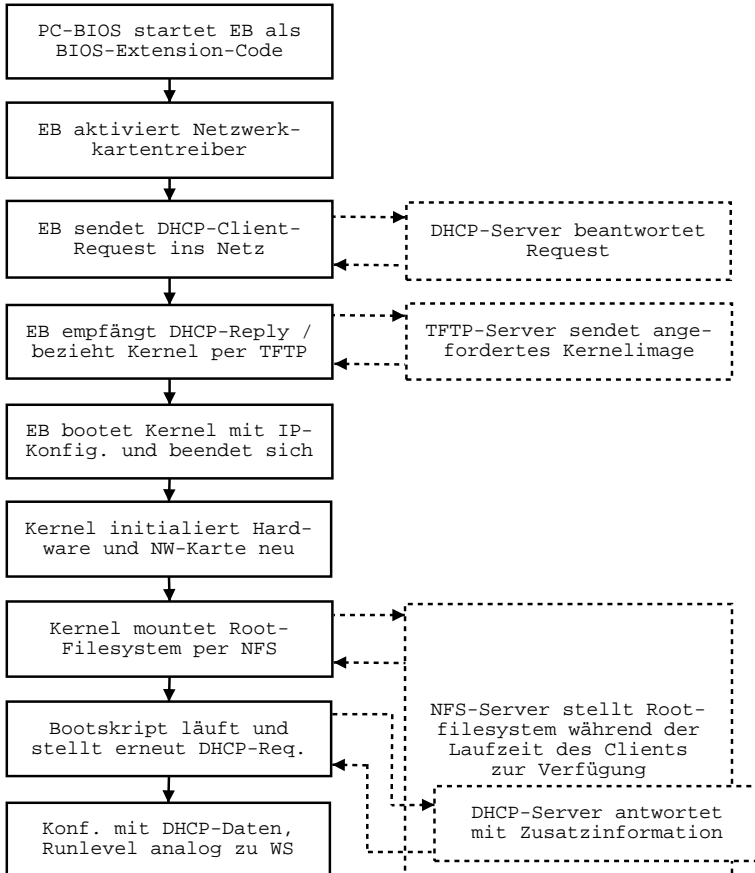 PC-BIOS startet EB als
BIOS-Extension-Code
EB aktiviert Netzwerk-
kartentreiber
EB sendet DHCP-Client-
Request ins Netz
DHCP-Server beantwortet
Request
EB empfängt DHCP-Reply /
bezieht Kernel per TFTP
TFTP-Server sendet ange-
fordertes Kernelimage
EB bootet Kernel mit IP-
Konfig. und beendet sich
Kernel initialiert Hard-
ware und NW-Karte neu
Kernel mountet Root-
Filesystem per NFS
NFS-Server stellt Root-
filesystem während der
Laufzeit des Clients
zur Verfügung
Bootskript läuft und
stellt erneut DHCP-Req.
DHCP-Server antwortet
mit Zusatzinformation
Konf. mit DHCP-Daten,
Runlevel analog zu WS